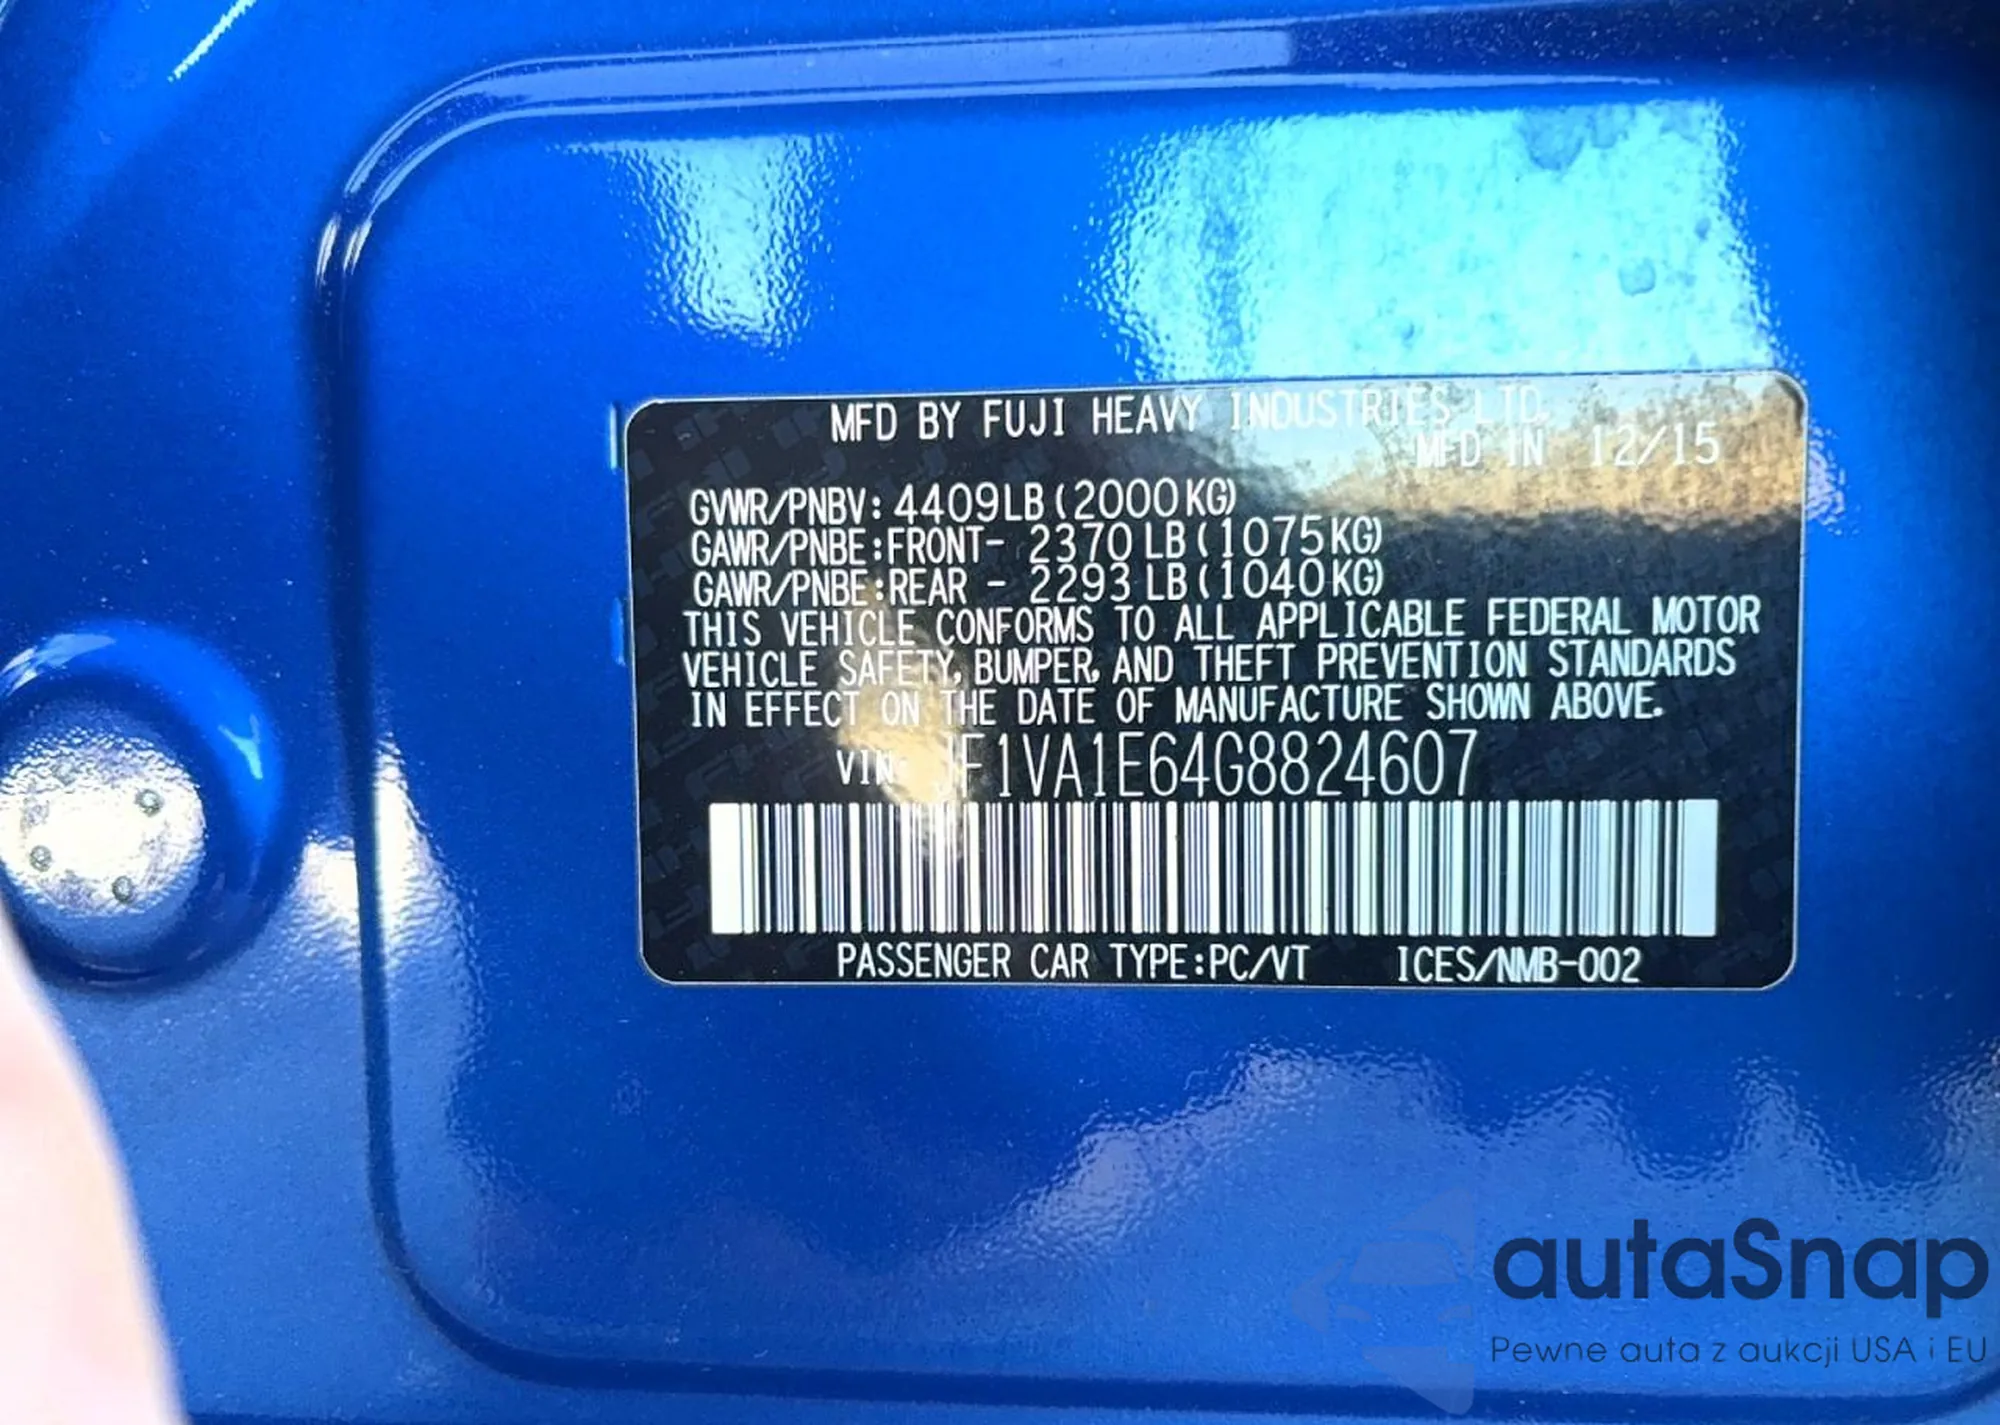 MFD BY FUJI HEAVY INDUSTRIES LTD.
MFD IN 12/15
GVWR/PNBV: 4409LB (2000KG)
GAWR/PNBE:FRONT- 2370 LB (1075KG)
GAWR/PNBE:REAR - 2293 LB (1040KG)
THIS VEHICLE CONFORMS TO ALL APPLICABLE FEDERAL MOTOR
VEHICLE SAFETY, BUMPER, AND THEFT PREVENTION STANDARDS
IN EFFECT ON THE DATE OF MANUFACTURE SHOWN ABOVE.
VIN: JF1VA1E64G8824607
PASSENGER CAR TYPE:PC/VT ICES/NMB-002
autaSnap
Pewne auta z aukcji USA i EU